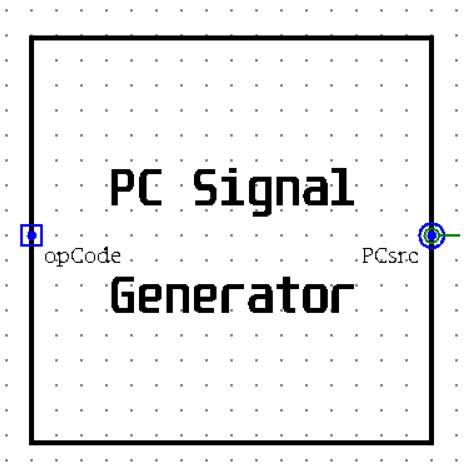 PC Signal
opCode
PCsrc
Generator